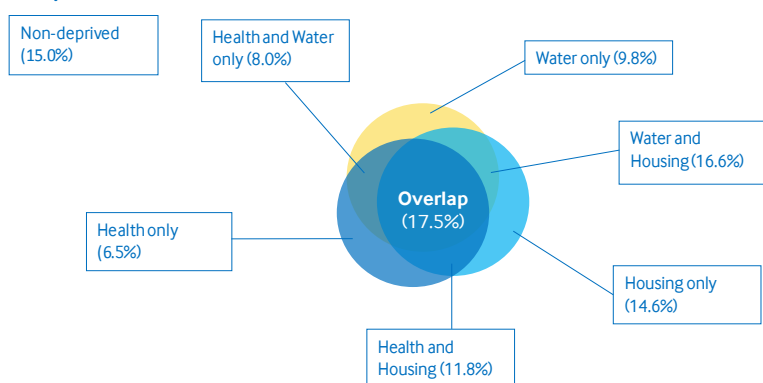 Non-deprived
(15.0%)
Health and Water
only (8.0%)
Water only (9.8%)
Water and
Housing (16.6%)
Overlap
(17.5%)
Health only
(6.5%)
Housing only
(14.6%)
Health and
Housing (11.8%)